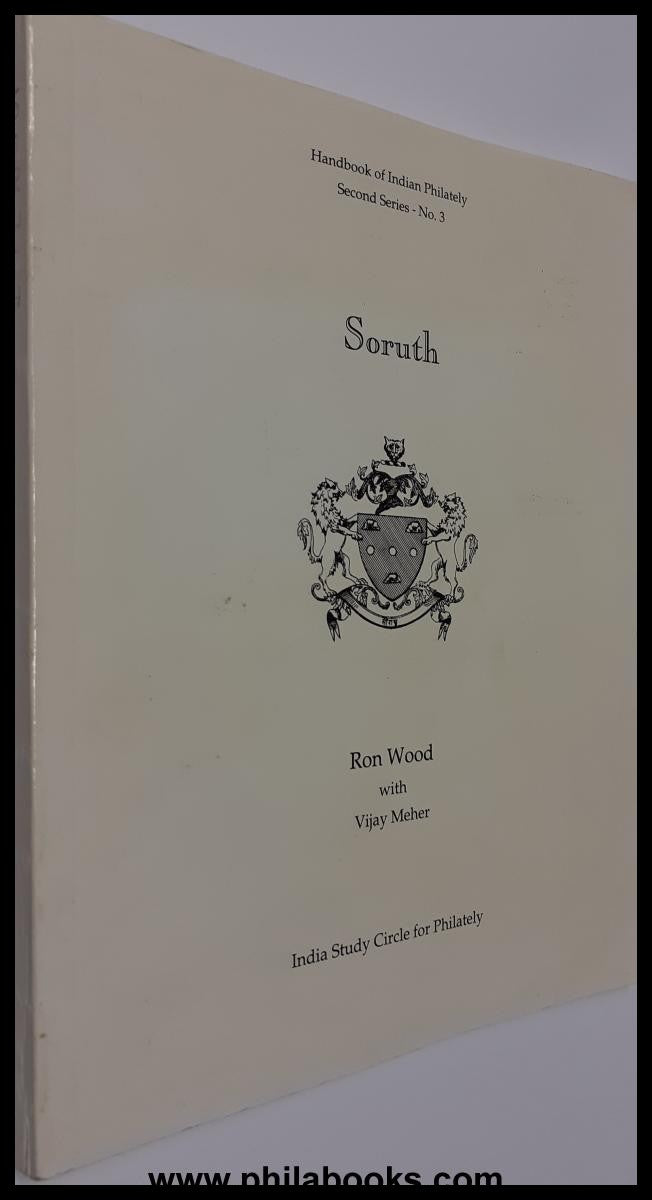 Handbook of Indian Philately
Second Series - No. 3
Soruth
Ron Wood
with
Vijay Meher
India Study Circle for Philately
www.philabooks.com